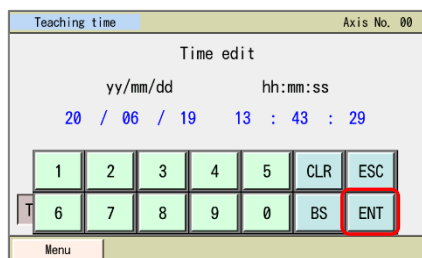 Teaching time Axis No. 00
Time edit
yy/mm/dd hh:mm:ss
20 / 06 / 19 13 : 43 : 29
1 2 3 4 5 CLR ESC
T 6 7 8 9 0 BS ENT
Menu